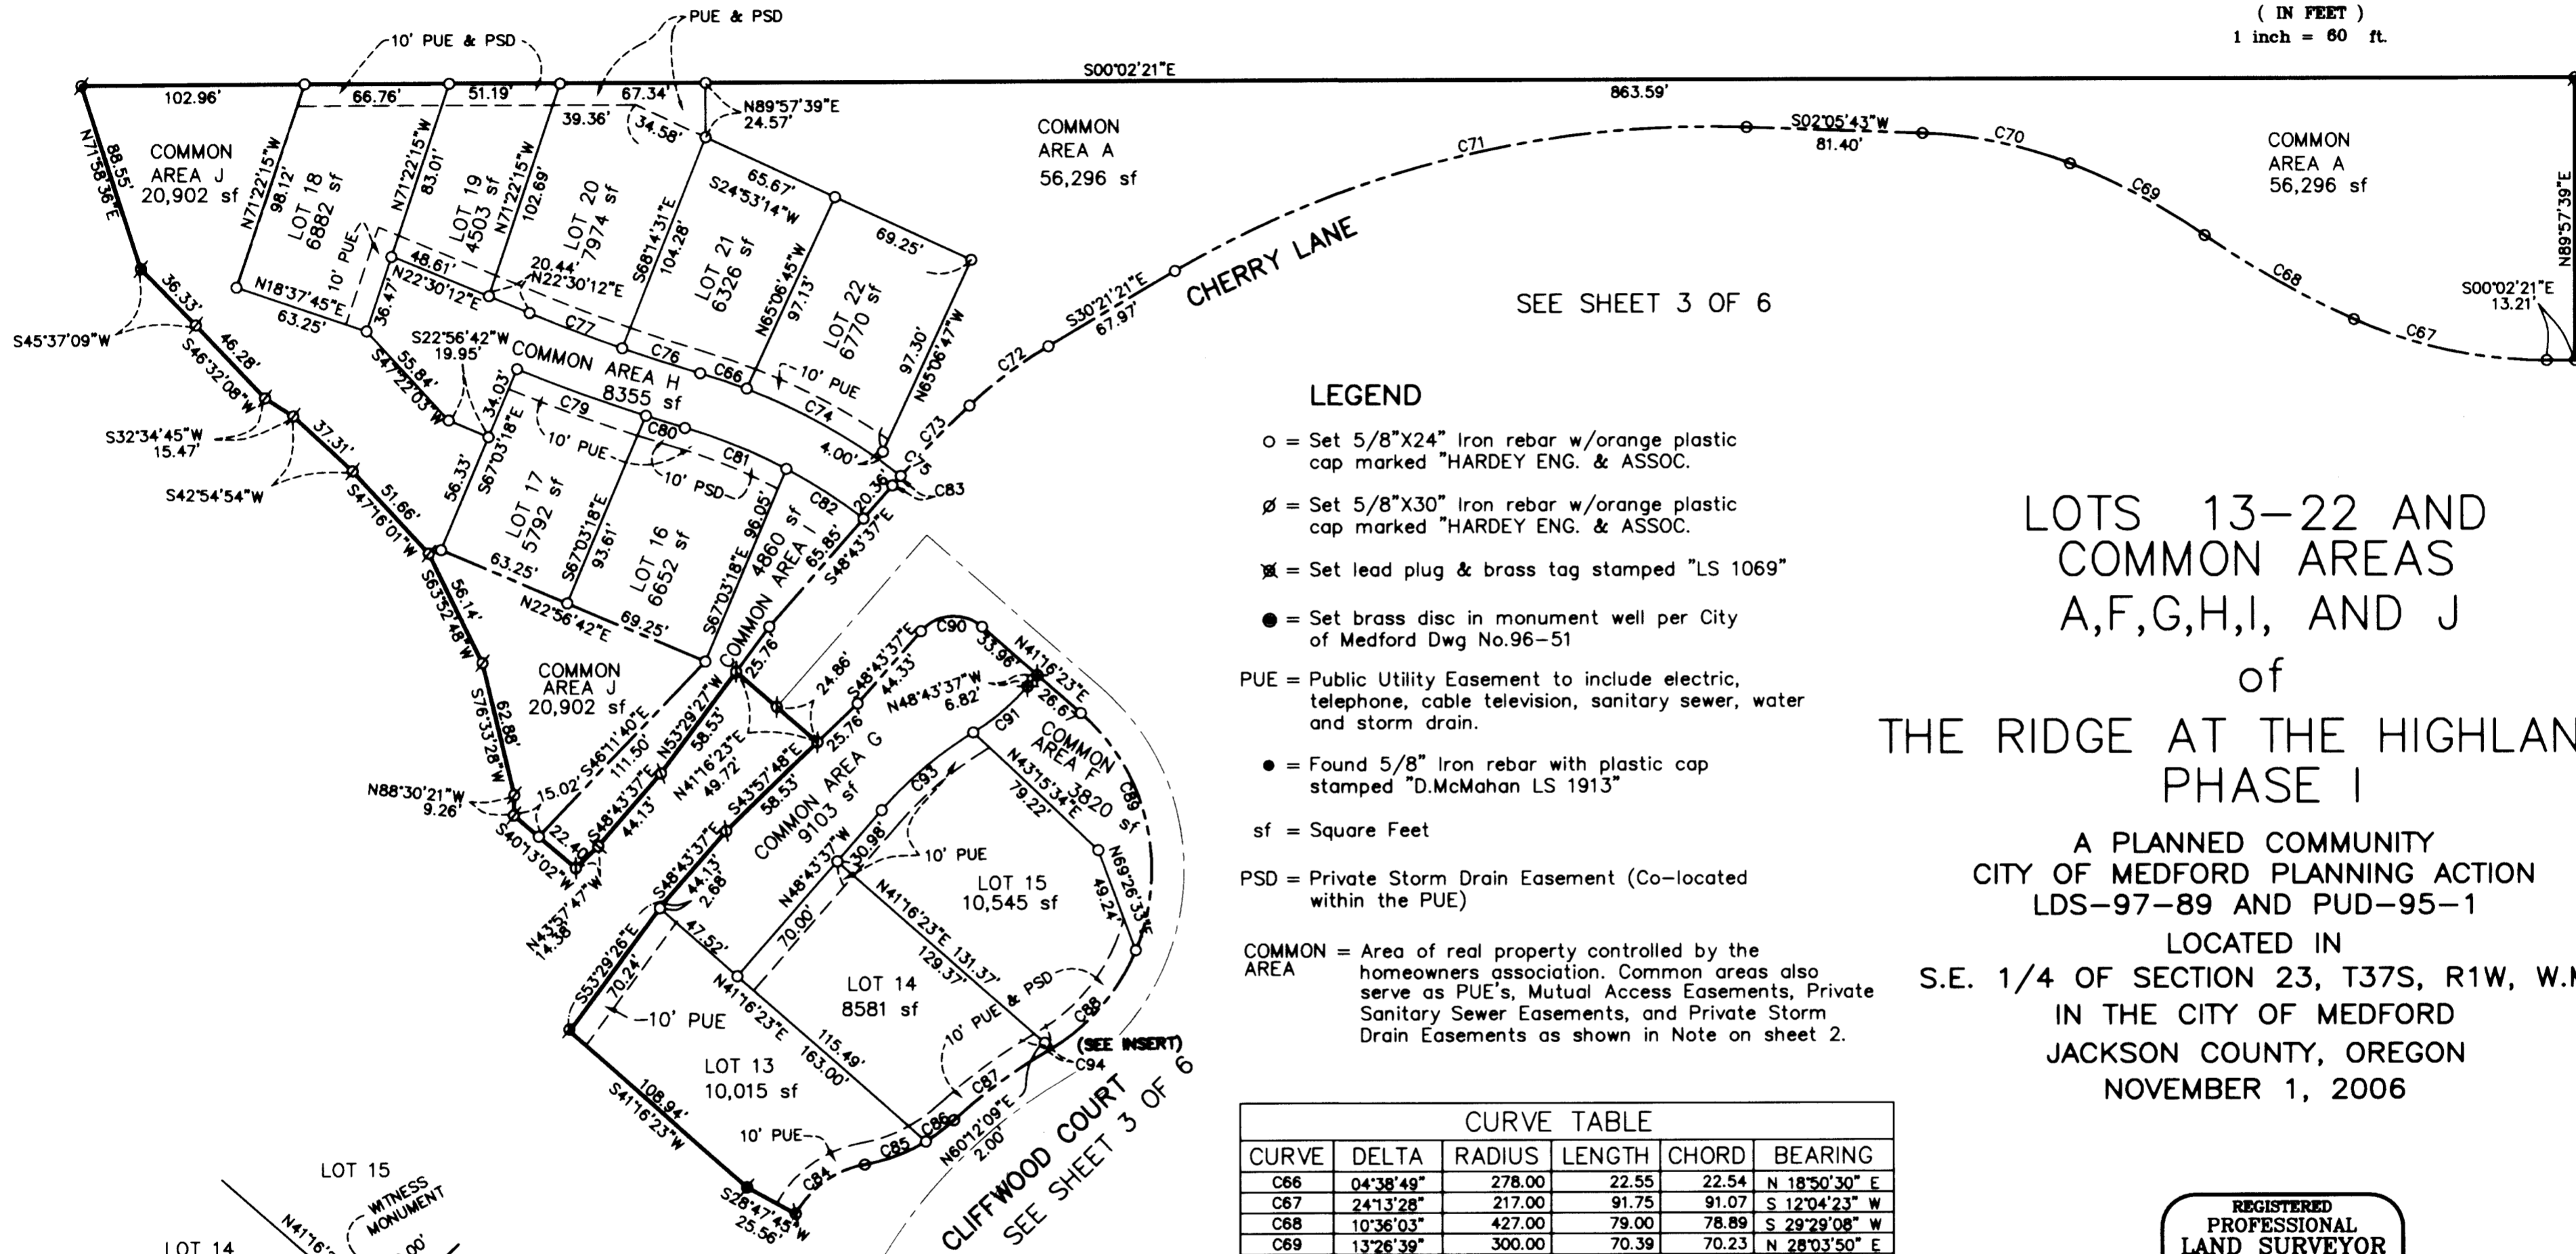 ( IN FEET )
1 inch = 60 ft.
PUE & PSD
10' PUE & PSD
S00°02'21"E
863.59'
102.96'
66.76'
51.19'
67.34'
39.36'
34.58'
N89°57'39"E
24.57'
N71°58'36"E
88.55'
COMMON
AREA J
20,902 sf
N71°22'15"W
98.12'
LOT 18
6882 sf
10' PUE
10' PUE
N71°22'15"W
83.01'
LOT 19
4503 sf
N71°22'15"W
102.69'
LOT 20
7974 sf
S68°14'31"E
104.28'
65.67'
S24°53'14"W
LOT 21
6326 sf
N65°06'45"W
97.13'
69.25'
LOT 22
6770 sf
N65°06'47"W
97.30'
COMMON
AREA A
56,296 sf
C71
S02°05'43"W
81.40'
C70
C69
C68
C67
COMMON
AREA A
56,296 sf
N89°57'39"E
S00°02'21"E
13.21'
CHERRY LANE
S30°21'21"E
67.97'
C72
C73
SEE SHEET 3 OF 6
S45°37'09"W
36.33'
46.28'
S46°32'08"W
S32°34'45"W
15.47'
37.31'
S42°54'54"W
51.66'
S47°16'01"W
N18°37'45"E
63.25'
36.47'
48.61'
N22°30'12"E
20.44'
N22°30'12"E
C77
C76
C66
C74
10' PUE
4.00'
C75
C83
20.36'
55.84'
S47°22'03"W
S22°56'42"W
19.95'
COMMON AREA H
8355 sf
34.03'
S67°03'18"E
56.33'
C79
C80
C81
C82
10' PUE
10' PSD
LOT 17
5792 sf
S67°03'18"E
93.61'
LOT 16
6652 sf
S67°03'18"E
96.05'
4860 sf
COMMON AREA I
65.85'
S48°43'37"E
63.25'
N22°56'42"E
69.25'
56.14'
S63°52'48"W
62.88'
S76°33'28"W
COMMON
AREA J
20,902 sf
N88°30'21"W
9.26'
15.02'
S46°11'40"E
111.50'
S40°13'02"W
22.40'
S48°43'37"E
44.13'
N43°57'47"W
14.38'
N53°29'27"W
58.53'
25.76'
N41°16'23"E
49.72'
24.86'
25.76'
S43°57'48"E
58.53'
S48°43'37"E
44.33'
C90
33.96'
N41°16'23"E
N48°43'37"W
6.82'
26.67'
C91
C93
COMMON AREA G
9103 sf
COMMON
AREA F
3820 sf
N43°15'34"E
79.22'
C89
N69°26'33"E
49.24'
S48°43'37"E
44.13'
2.68'
N48°43'37"W
30.98'
70.00'
10' PUE
LOT 15
10,545 sf
N41°16'23"E 131.37'
129.37'
10' PUE & PSD
C88
(SEE INSERT)
C94
C87
C86
C85
C84
N60°12'09"E
2.00'
S53°29'26"E
70.24'
10' PUE
47.52'
N41°16'23"E
115.49'
163.00'
LOT 14
8581 sf
LOT 13
10,015 sf
10' PUE
108.94'
S41°16'23"W
S28°47'45"W
25.56'
CLIFFWOOD COURT
SEE SHEET 3 OF 6
LOT 15
WITNESS
MONUMENT
LOT 14
LEGEND
○ = Set 5/8"X24" Iron rebar w/orange plastic
cap marked "HARDEY ENG. & ASSOC.
Ø = Set 5/8"X30" Iron rebar w/orange plastic
cap marked "HARDEY ENG. & ASSOC.
= Set lead plug & brass tag stamped "LS 1069"
● = Set brass disc in monument well per City
of Medford Dwg No.96-51
PUE = Public Utility Easement to include electric,
telephone, cable television, sanitary sewer, water
and storm drain.
● = Found 5/8" Iron rebar with plastic cap
stamped "D.McMahan LS 1913"
sf = Square Feet
PSD = Private Storm Drain Easement (Co-located
within the PUE)
COMMON = Area of real property controlled by the
AREA homeowners association. Common areas also
serve as PUE's, Mutual Access Easements, Private
Sanitary Sewer Easements, and Private Storm
Drain Easements as shown in Note on sheet 2.
CURVE TABLE
CURVE DELTA RADIUS LENGTH CHORD BEARING
C66 04°38'49" 278.00 22.55 22.54 N 18°50'30" E
C67 24°13'28" 217.00 91.75 91.07 S 12°04'23" W
C68 10°36'03" 427.00 79.00 78.89 S 29°29'08" W
C69 13°26'39" 300.00 70.39 70.23 N 28°03'50" E
LOTS 13-22 AND
COMMON AREAS
A,F,G,H,I, AND J
of
THE RIDGE AT THE HIGHLAN
PHASE I
A PLANNED COMMUNITY
CITY OF MEDFORD PLANNING ACTION
LDS-97-89 AND PUD-95-1
LOCATED IN
S.E. 1/4 OF SECTION 23, T37S, R1W, W.
IN THE CITY OF MEDFORD
JACKSON COUNTY, OREGON
NOVEMBER 1, 2006
REGISTERED
PROFESSIONAL
LAND SURVEYOR